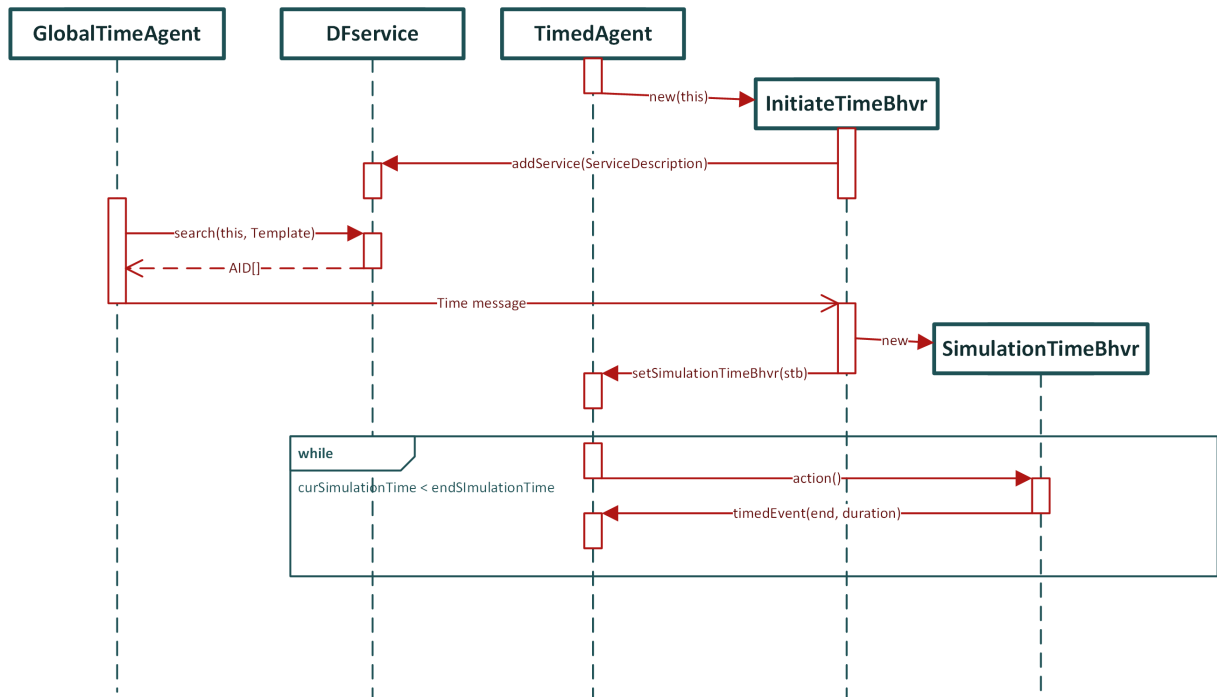 GlobalTimeAgent
DFservice
TimedAgent
new(this)
InitiateTimeBhvr
addService(ServiceDescription)
search(this, Template)
AID[]
Time message
new
SimulationTimeBhvr
setSimulationTimeBhvr(stb)
while
curSimulationTime < endSImulationTime
action()
timedEvent(end, duration)